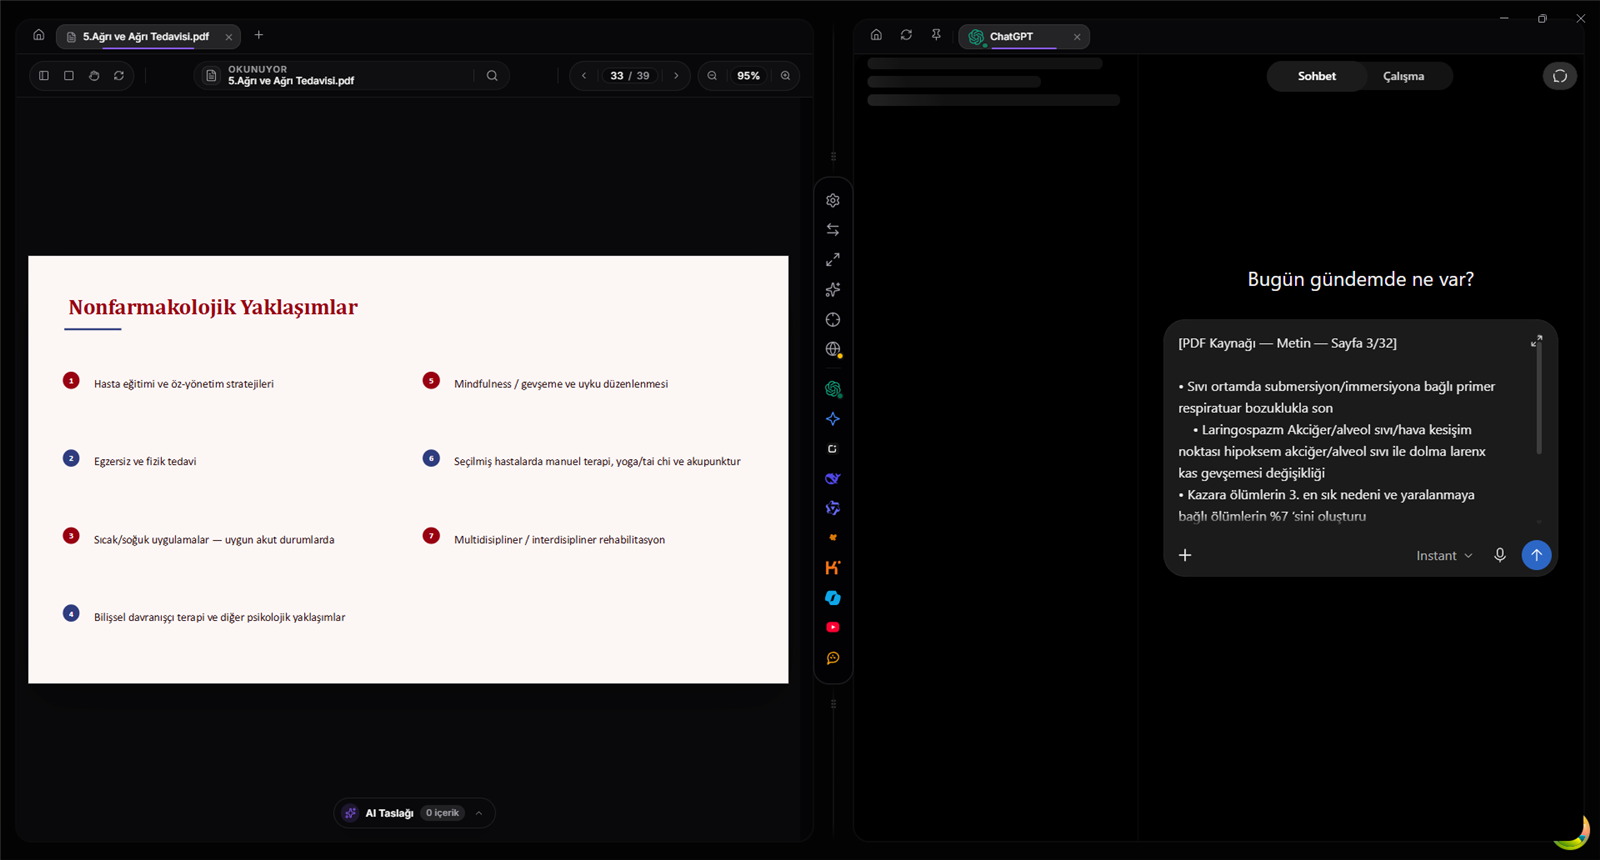 5.Ağrı ve Ağrı Tedavisi.pdf
OKUNUYOR
5.Ağrı ve Ağrı Tedavisi.pdf
33 / 39
95%
Nonfarmakolojik Yaklaşımlar
1 Hasta eğitimi ve öz-yönetim stratejileri
2 Egzersiz ve fizik tedavi
3 Sıcak/soğuk uygulamalar — uygun akut durumlarda
4 Bilişsel davranışçı terapi ve diğer psikolojik yaklaşımlar
5 Mindfulness / gevşeme ve uyku düzenlenmesi
6 Seçilmiş hastalarda manuel terapi, yoga/tai chi ve akupunktur
7 Multidisipliner / interdisipliner rehabilitasyon
AI Taslağı 0 içerik
ChatGPT
Sohbet Çalışma
Bugün gündemde ne var?
[PDF Kaynağı — Metin — Sayfa 3/32]
• Sıvı ortamda submersiyon/immersiyona bağlı primer
respiratuar bozuklukla son
• Laringospazm Akciğer/alveol sıvı/hava kesişim
noktası hipoksem akciğer/alveol sıvı ile dolma larenx
kas gevşemesi değişikliği
• Kazara ölümlerin 3. en sık nedeni ve yaralanmaya
bağlı ölümlerin %7 'sini oluşturu
Instant